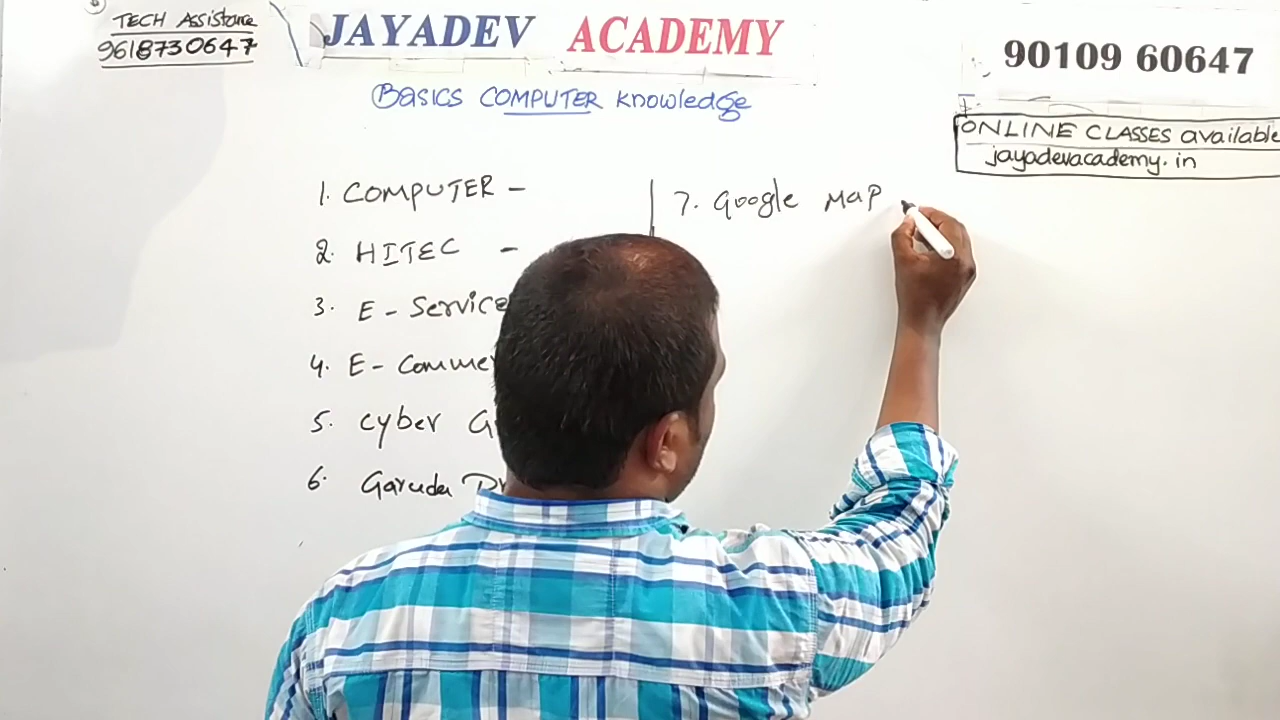 TECH Assistance
9618730647
JAYADEV ACADEMY
90109 60647
Basics COMPUTER Knowledge
ONLINE CLASSES available
jayadevacademy.in
1. COMPUTER -
2. HITEC -
3. E - Service
4. E - Comme
5. Cyber
6. Garuda
7. Google Map